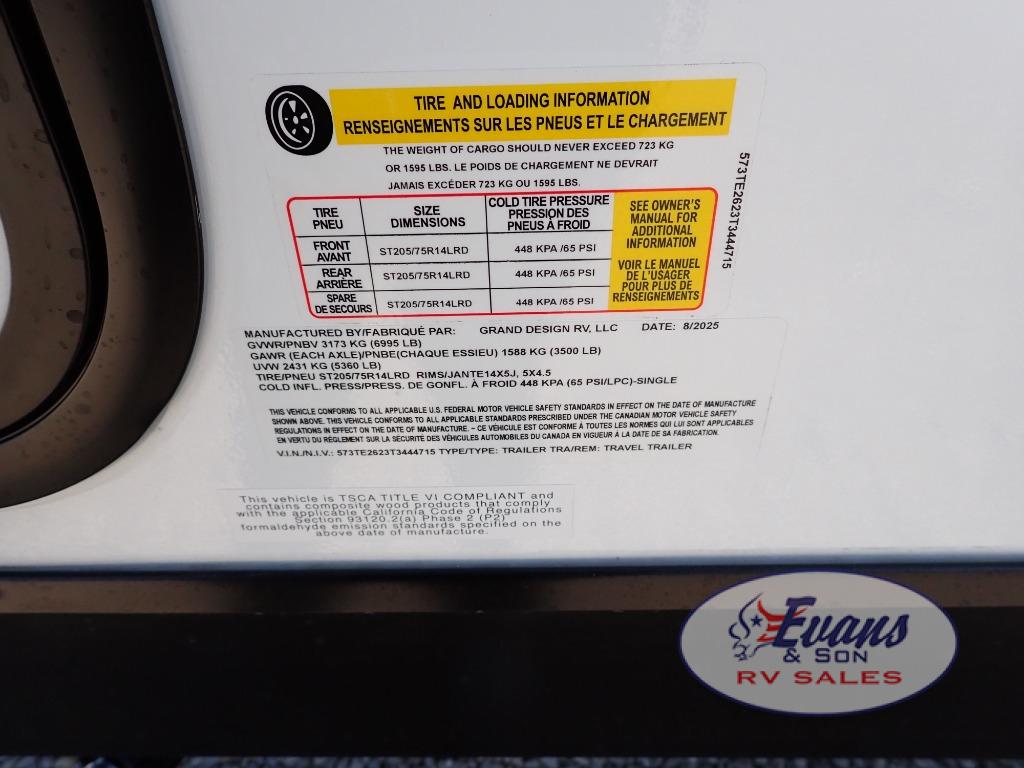 TIRE AND LOADING INFORMATION
RENSEIGNEMENTS SUR LES PNEUS ET LE CHARGEMENT
THE WEIGHT OF CARGO SHOULD NEVER EXCEED 723 KG
OR 1595 LBS. LE POIDS DE CHARGEMENT NE DEVRAIT
JAMAIS EXCÉDER 723 KG OU 1595 LBS.
TIRE
PNEU
SIZE
DIMENSIONS
COLD TIRE PRESSURE
PRESSION DES
PNEUS À FROID
FRONT
AVANT
ST205/75R14LRD
448 KPA /65 PSI
REAR
ARRIÈRE
ST205/75R14LRD
448 KPA /65 PSI
SPARE
DE SECOURS
ST205/75R14LRD
448 KPA /65 PSI
SEE OWNER'S
MANUAL FOR
ADDITIONAL
INFORMATION
VOIR LE MANUEL
DE L'USAGER
POUR PLUS DE
RENSEIGNEMENTS
573TE2623T3444715
MANUFACTURED BY/FABRIQUÉ PAR: GRAND DESIGN RV, LLC DATE: 8/2025
GVWR/PNBV 3173 KG (6995 LB)
GAWR (EACH AXLE)/PNBE(CHAQUE ESSIEU) 1588 KG (3500 LB)
UVW 2431 KG (5360 LB)
TIRE/PNEU ST205/75R14LRD RIMS/JANTE14X5J, 5X4.5
COLD INFL. PRESS/PRESS. DE GONFL. À FROID 448 KPA (65 PSI/LPC)-SINGLE
THIS VEHICLE CONFORMS TO ALL APPLICABLE U.S. FEDERAL MOTOR VEHICLE SAFETY STANDARDS IN EFFECT ON THE DATE OF MANUFACTURE
SHOWN ABOVE. THIS VEHICLE CONFORMS TO ALL APPLICABLE STANDARDS PRESCRIBED UNDER THE CANADIAN MOTOR VEHICLE SAFETY
REGULATIONS IN EFFECT ON THE DATE OF MANUFACTURE. – CE VÉHICULE EST CONFORME À TOUTES LES NORMES QUI LUI SONT APPLICABLES
EN VERTU DU RÈGLEMENT SUR LA SÉCURITÉ DES VÉHICULES AUTOMOBILES DU CANADA EN VIGUEUR À LA DATE DE SA FABRICATION.
V.I.N./N.I.V.: 573TE2623T3444715 TYPE/TYPE: TRAILER TRA/REM: TRAVEL TRAILER
This vehicle is TSCA TITLE VI COMPLIANT and
contains composite wood products that comply
with the applicable California Code of Regulations
Section 93120.2(a) Phase 2 (P2)
formaldehyde emission standards specified on the
above date of manufacture.
Evans
& SON
RV SALES